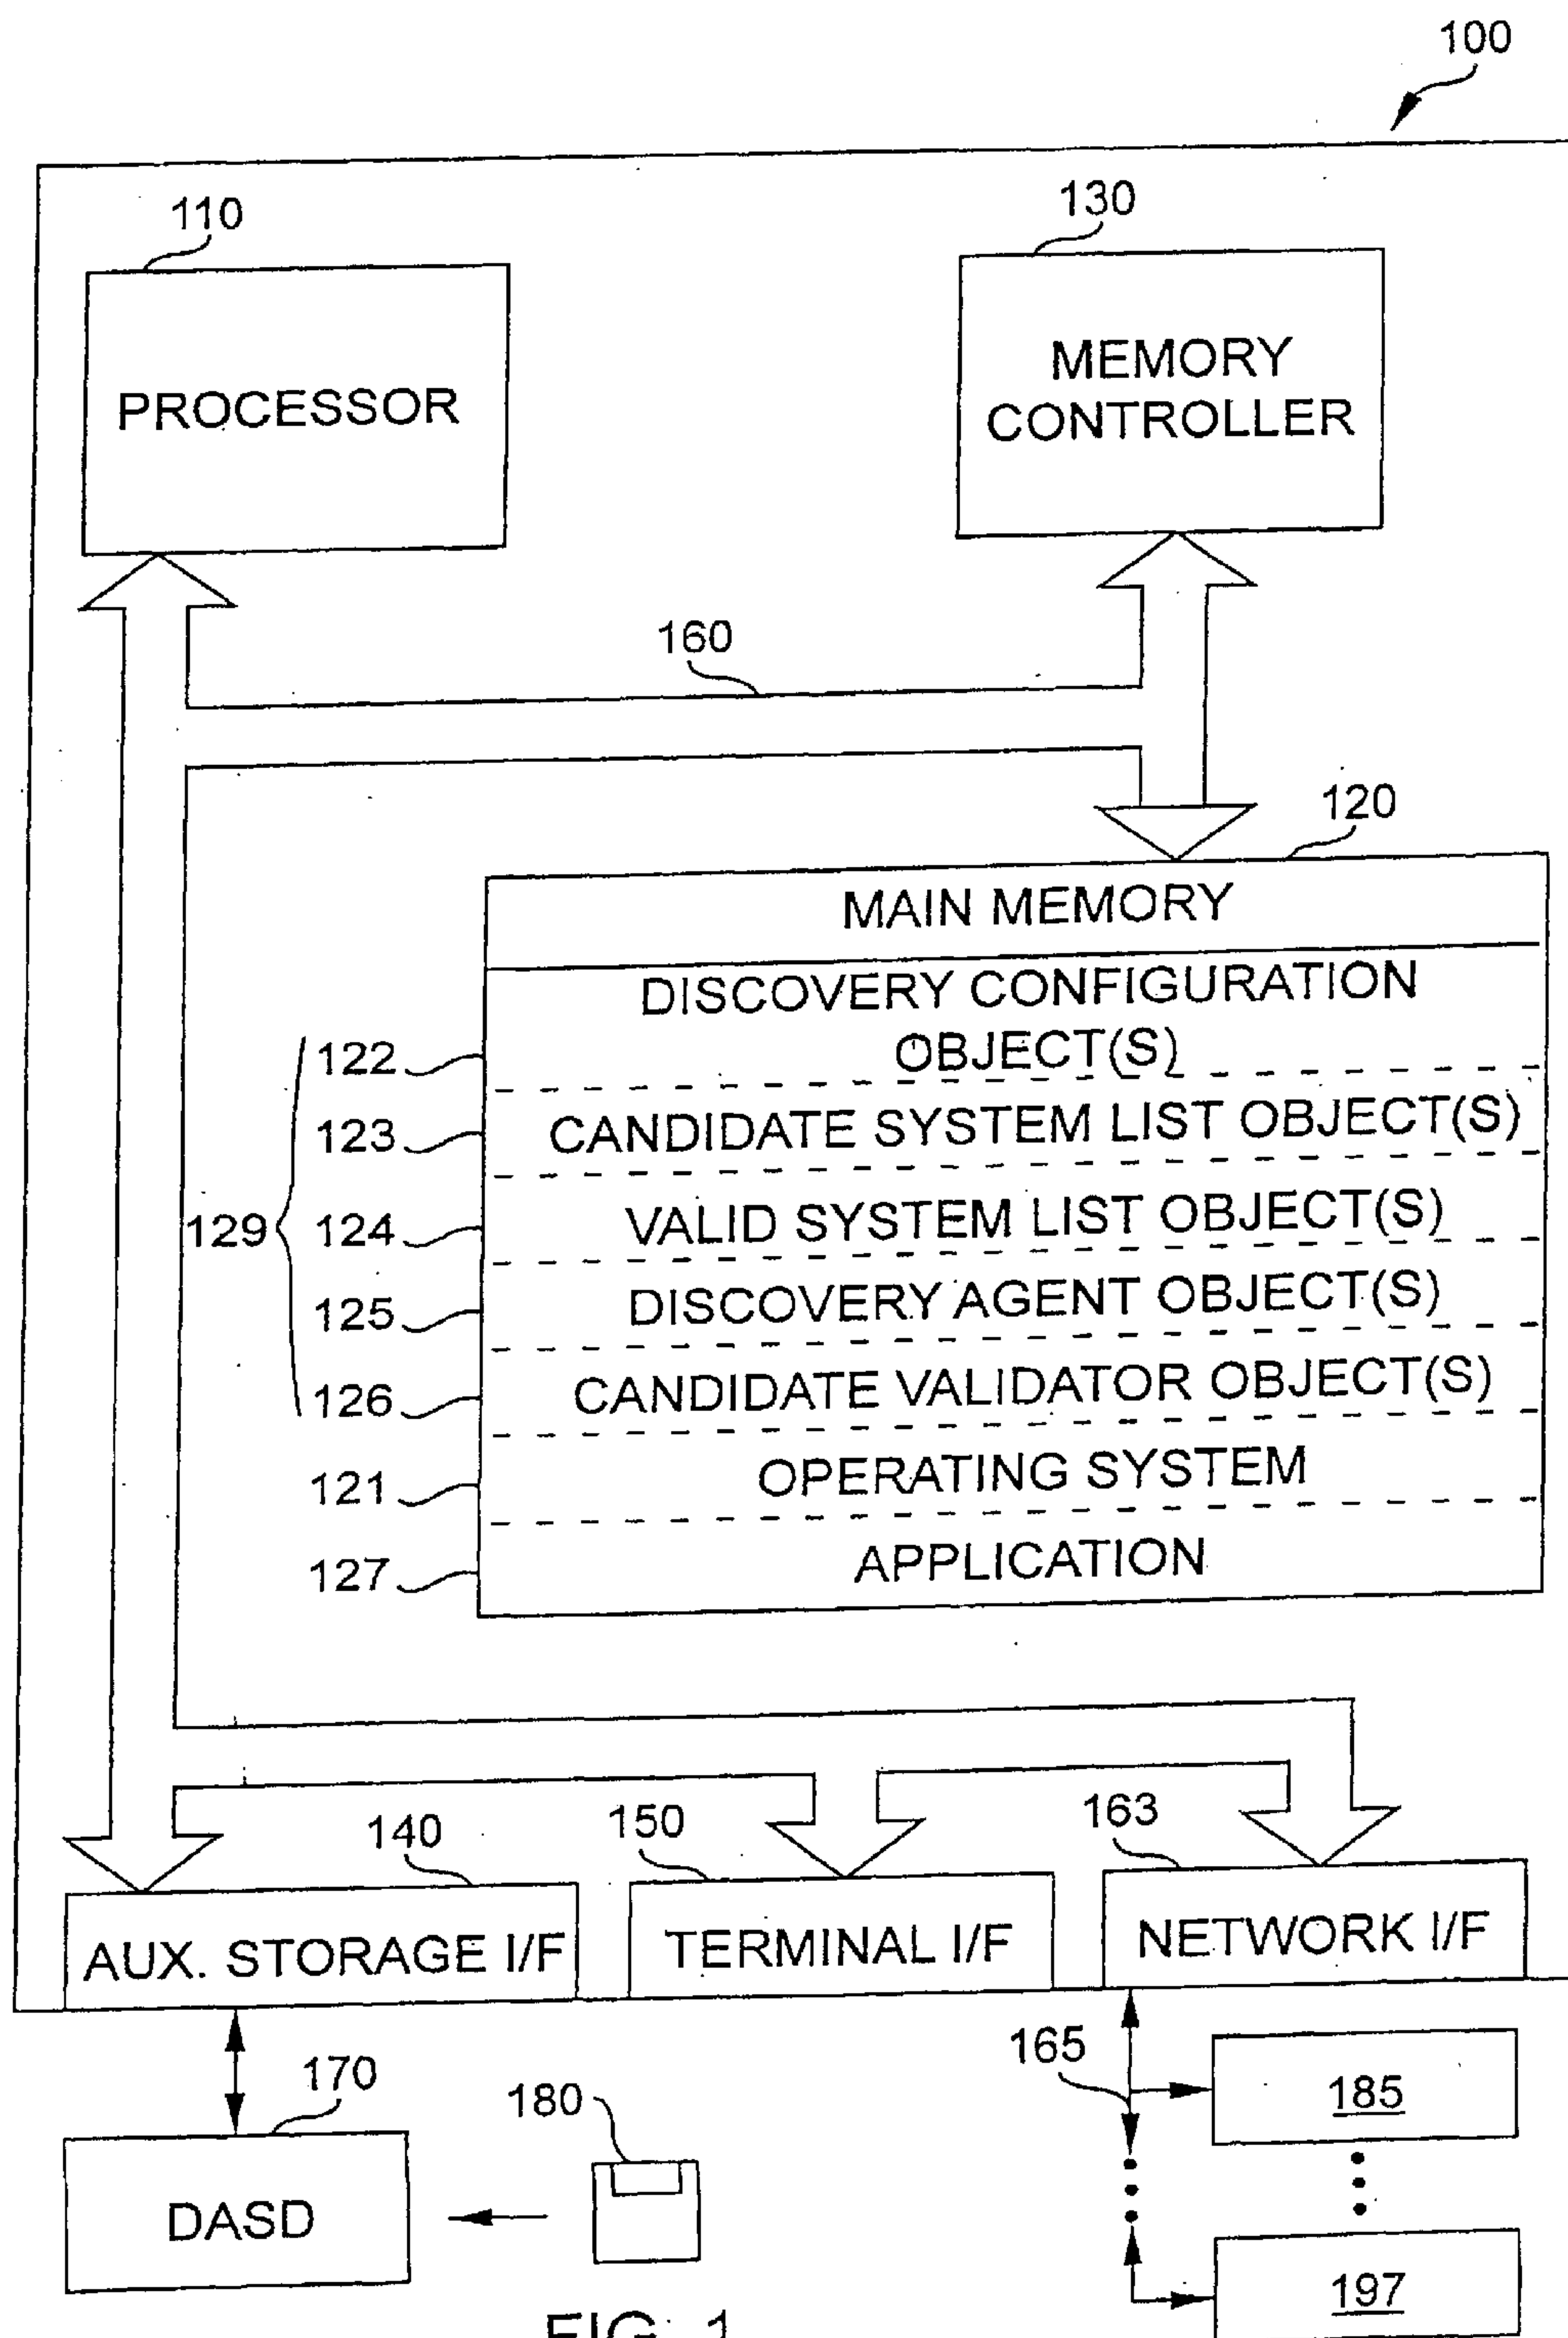 100
110
130
PROCESSOR
MEMORY
CONTROLLER
160
120
MAIN MEMORY
DISCOVERY CONFIGURATION
OBJECT(S)
122
123
CANDIDATE SYSTEM LIST OBJECT(S)
129
124
VALID SYSTEM LIST OBJECT(S)
125
DISCOVERY AGENT OBJECT(S)
126
CANDIDATE VALIDATOR OBJECT(S)
121
OPERATING SYSTEM
127
APPLICATION
140
150
163
AUX. STORAGE I/F
TERMINAL I/F
NETWORK I/F
165
170
180
185
DASD
197
FIG. 1